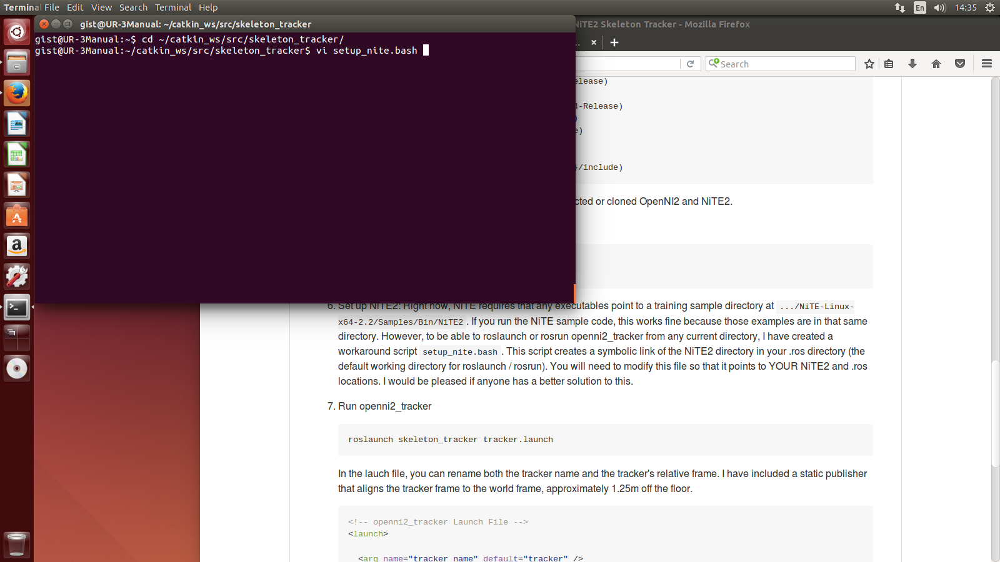 Terminal File Edit View Search Terminal Help
En 14:35
gist@UR-3Manual: ~/catkin_ws/src/skeleton_tracker
NiTE2 Skeleton Tracker - Mozilla Firefox
gist@UR-3Manual:~$ cd ~/catkin_ws/src/skeleton_tracker/
gist@UR-3Manual:~/catkin_ws/src/skeleton_tracker$ vi setup_nite.bash
Search
elease)
4-Release)
)
e)
}/include)
cted or cloned OpenNI2 and NiTE2.
6. Set up NiTE2: Right now, NiTE requires that any executables point to a training sample directory at .../NiTE-Linux-
x64-2.2/Samples/Bin/NiTE2 . If you run the NiTE sample code, this works fine because those examples are in that same
directory. However, to be able to roslaunch or rosrun openni2_tracker from any current directory, I have created a
workaround script setup_nite.bash . This script creates a symbolic link of the NiTE2 directory in your .ros directory (the
default working directory for roslaunch / rosrun). You will need to modify this file so that it points to YOUR NiTE2 and .ros
locations. I would be pleased if anyone has a better solution to this.
7. Run openni2_tracker
roslaunch skeleton_tracker tracker.launch
In the lauch file, you can rename both the tracker name and the tracker's relative frame. I have included a static publisher
that aligns the tracker frame to the world frame, approximately 1.25m off the floor.
<!-- openni2_tracker Launch File -->
<launch>
<arg name="tracker_name" default="tracker" />